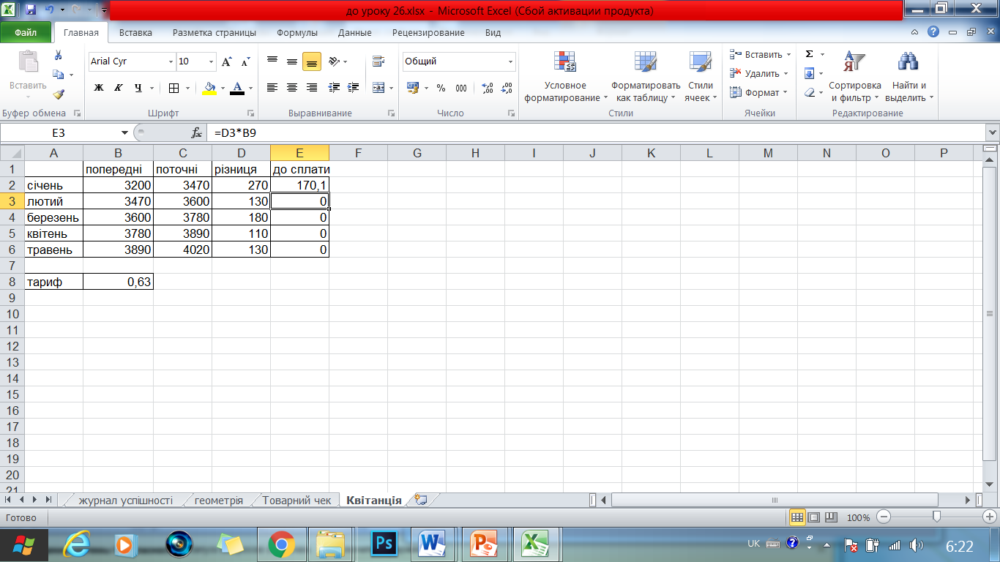 до уроку 26.xlsx - Microsoft Excel (Сбой активации продукта)
Файл Главная Вставка Разметка страницы Формулы Данные Рецензирование Вид
Arial Cyr 10 Общий
Вставить Ж К Ч А % 000 Условное форматирование Форматировать как таблицу Стили ячеек Вставить Удалить Формат Σ Сортировка и фильтр Найти и выделить
Буфер обмена Шрифт Выравнивание Число Стили Ячейки Редактирование
E3 fx =D3*B9
A B C D E F G H I J K L M N O P
1 попередні поточні різниця до сплати
2 січень 3200 3470 270 170,1
3 лютий 3470 3600 130 0
4 березень 3600 3780 180 0
5 квітень 3780 3890 110 0
6 травень 3890 4020 130 0
7
8 тариф 0,63
9
10
11
12
13
14
15
16
17
18
19
20
21
журнал успішності геометрія Товарний чек Квітанція
Готово 100%
UK 6:22